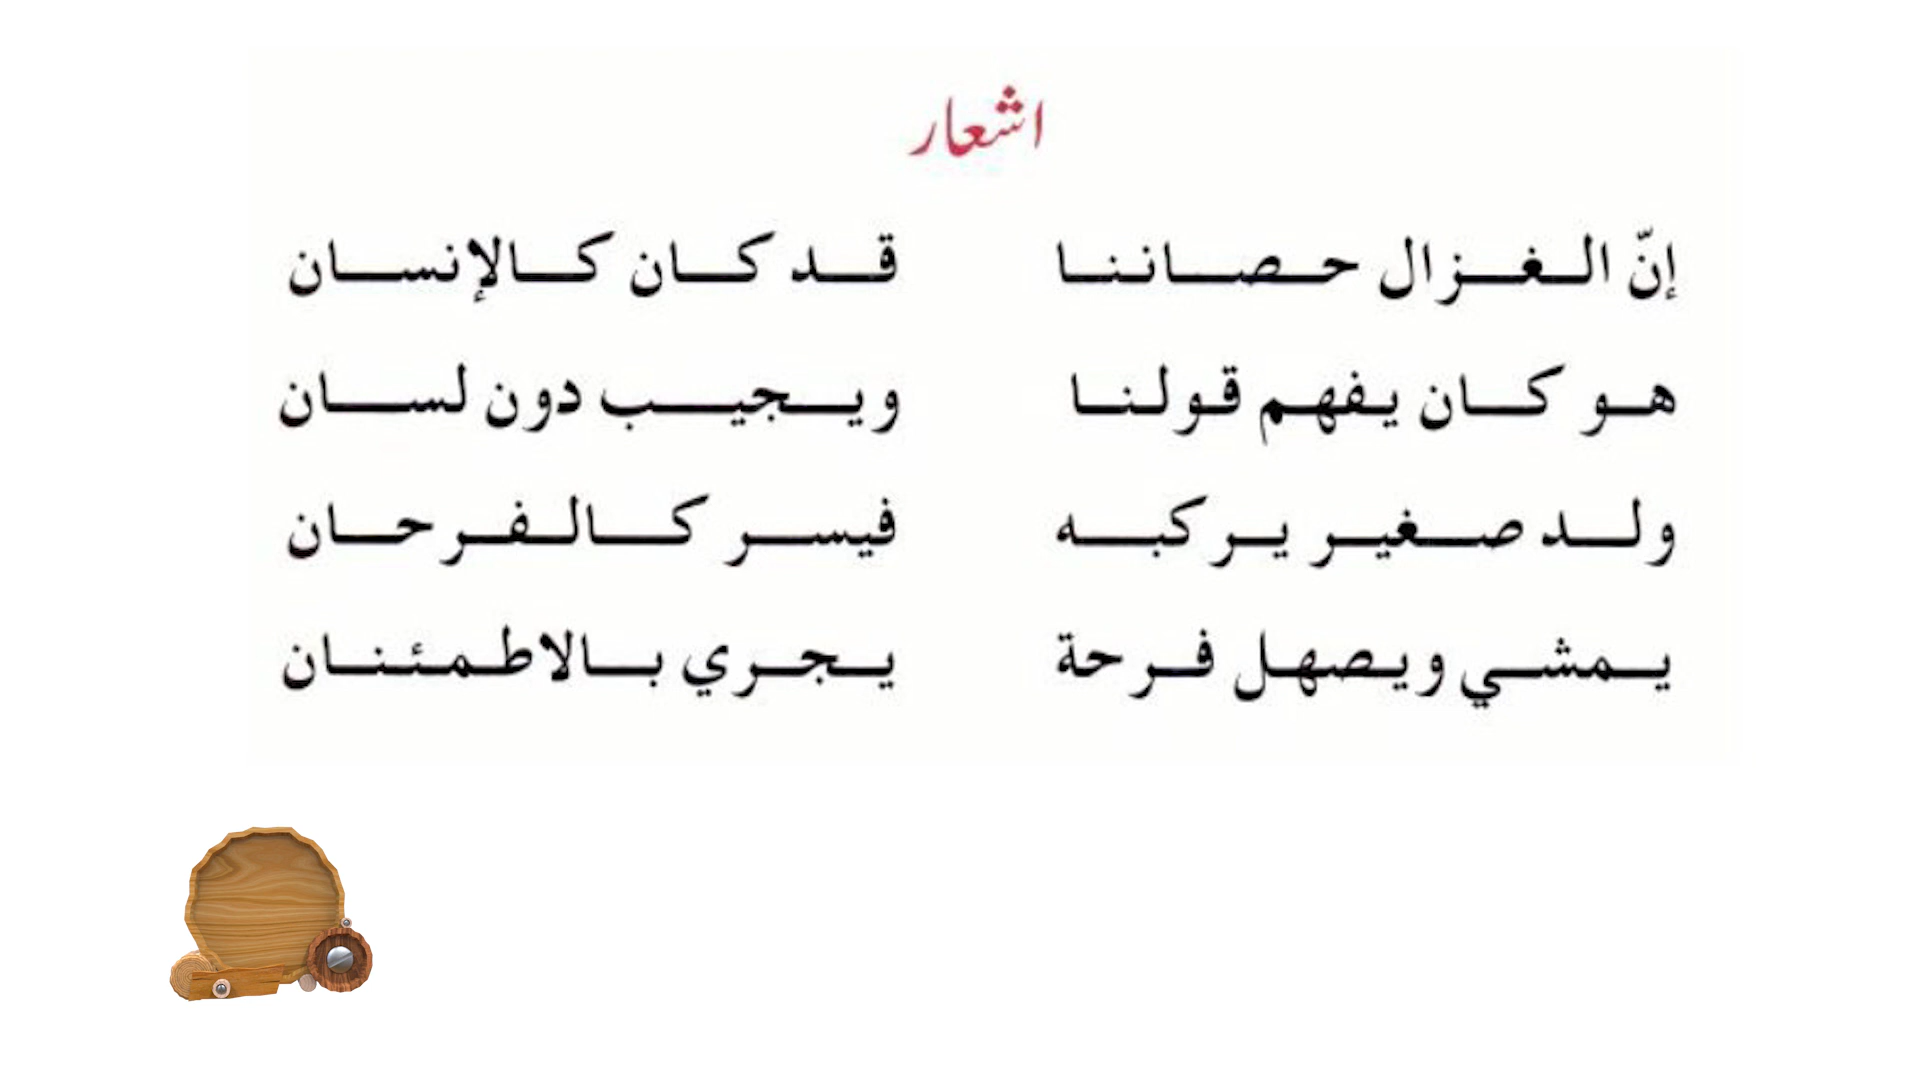 اشعار
إنّ الغزال حصاننا قد كان كالإنسان
هو كان يفهم قولنا ويجيب دون لسان
ولد صغير يركبه فيسر كالفرحان
يمشي ويصهل فرحة يجري بالاطمئنان